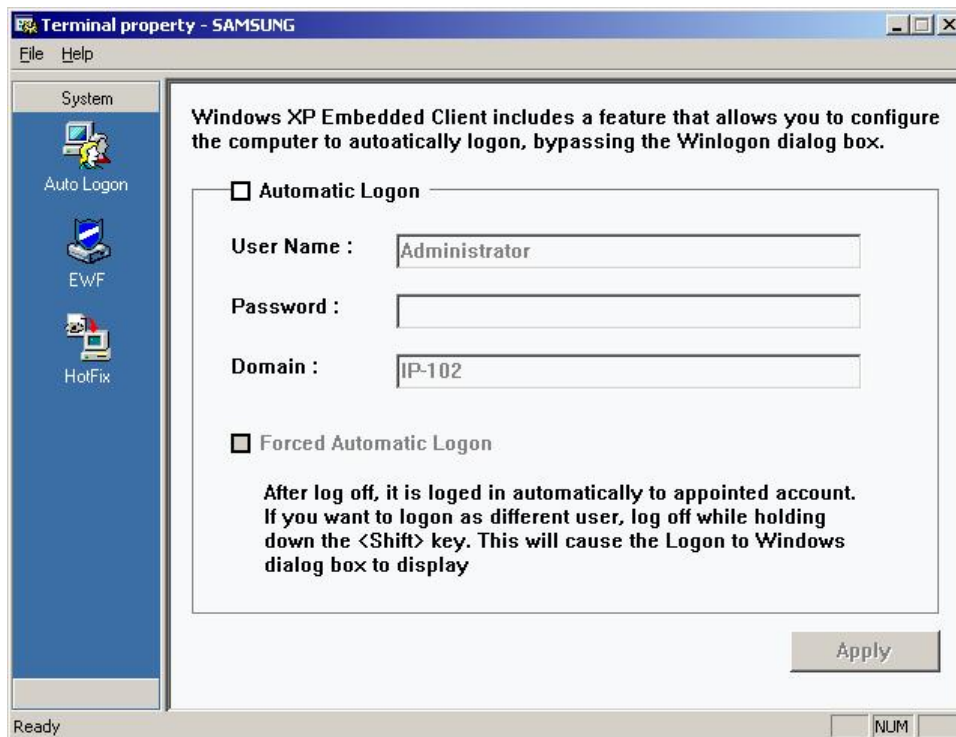 Terminal property - SAMSUNG
File Help
System
Auto Logon
EWF
HotFix
Windows XP Embedded Client includes a feature that allows you to configure
the computer to autoatically logon, bypassing the Winlogon dialog box.
Automatic Logon
User Name :
Administrator
Password :
Domain :
IP-102
Forced Automatic Logon
After log off, it is loged in automatically to appointed account.
If you want to logon as different user, log off while holding
down the <Shift> key. This will cause the Logon to Windows
dialog box to display
Apply
Ready
NUM